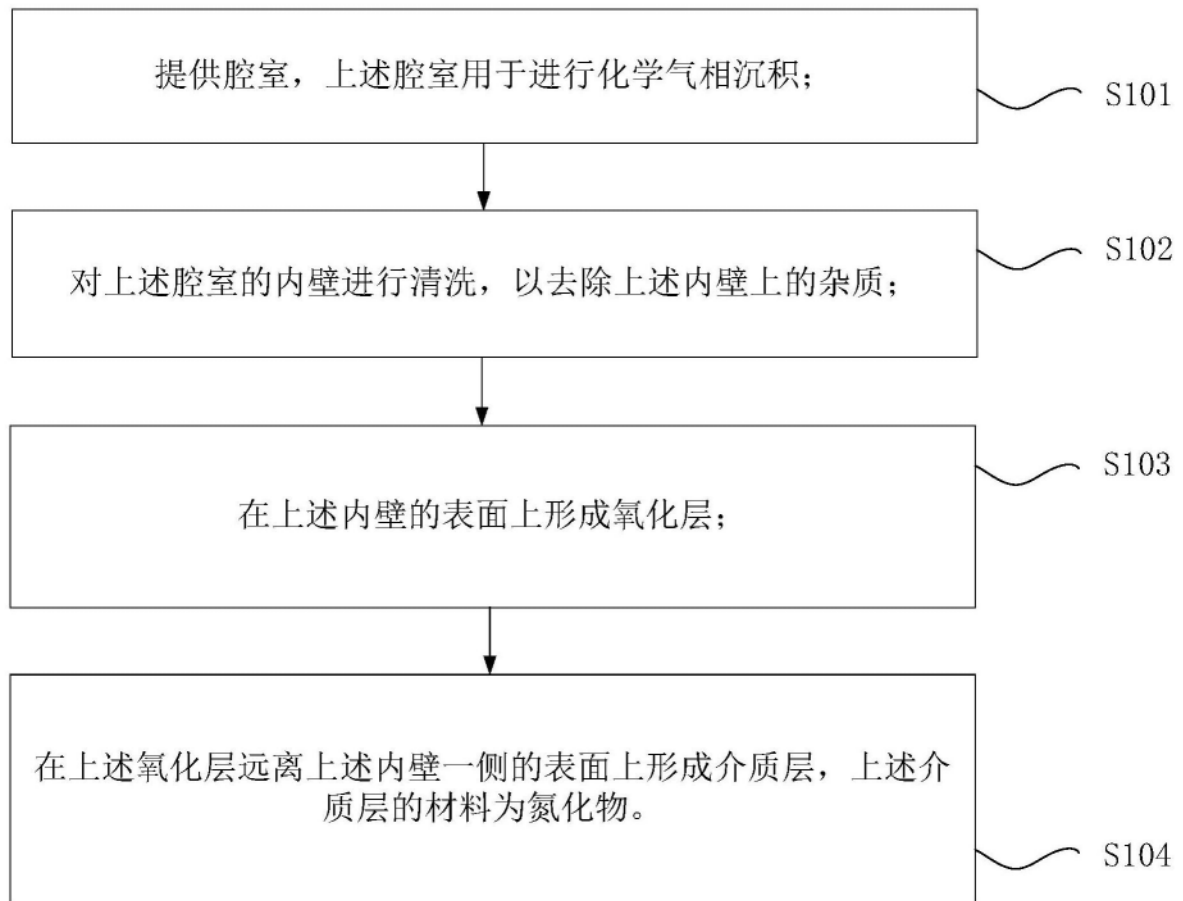 提供腔室，上述腔室用于进行化学气相沉积；
S101
对上述腔室的内壁进行清洗，以去除上述内壁上的杂质；
S102
在上述内壁的表面上形成氧化层；
S103
在上述氧化层远离上述内壁一侧的表面上形成介质层，上述介
质层的材料为氮化物。
S104